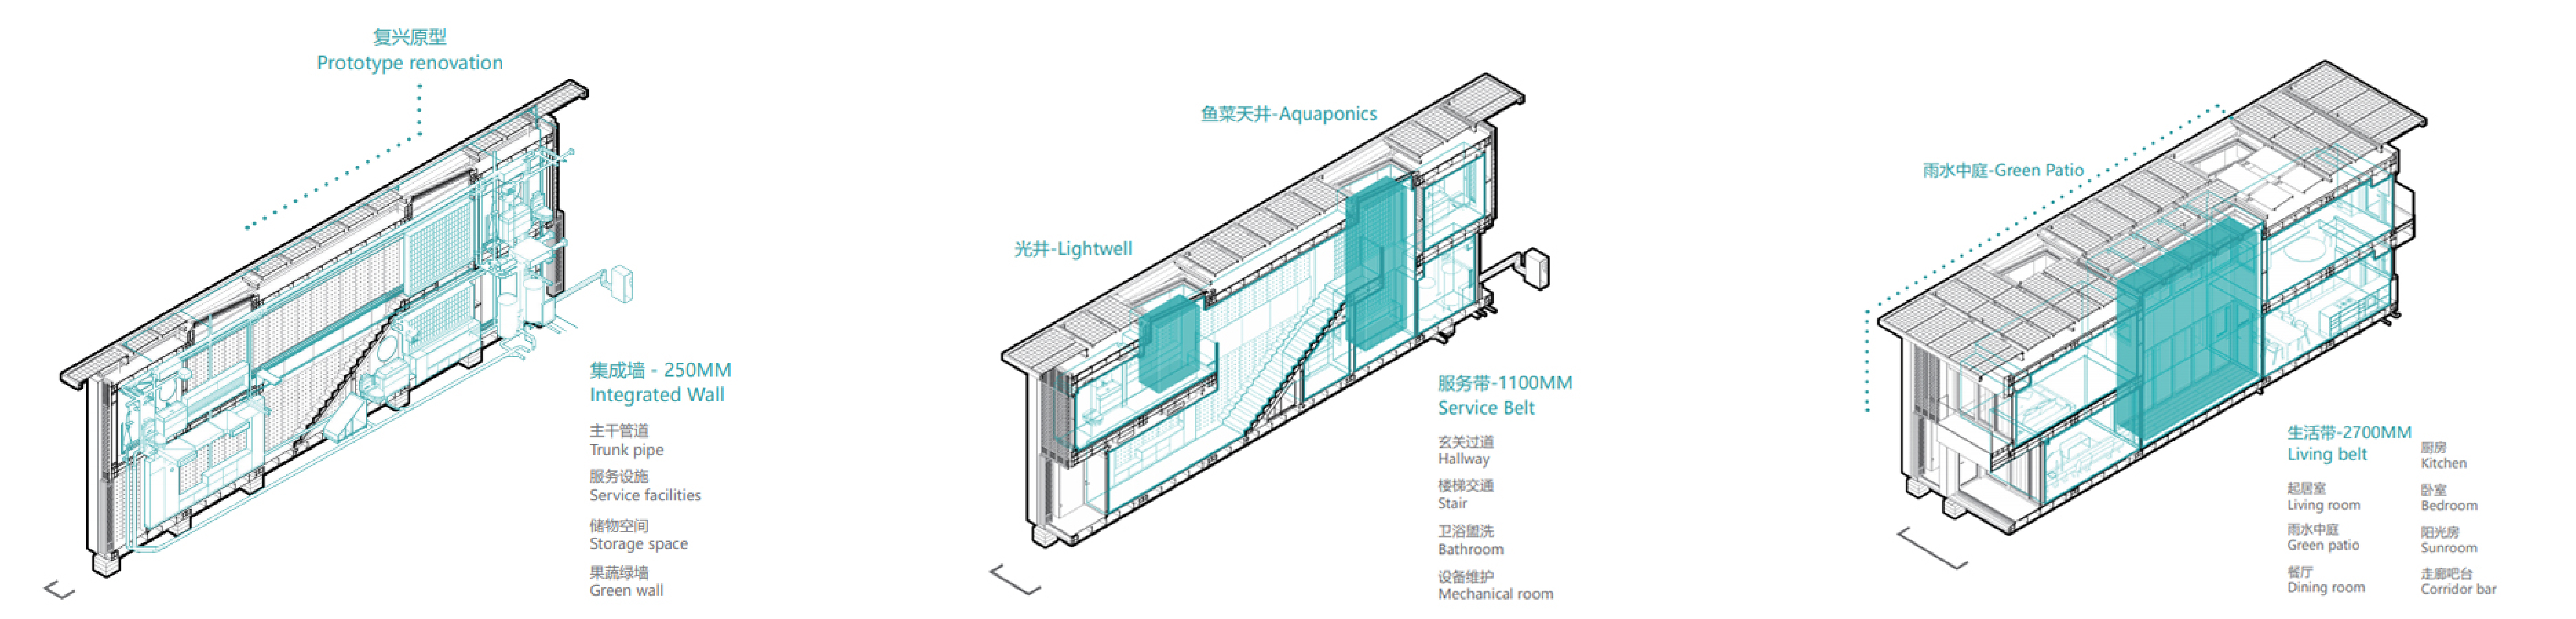 复兴原型
Prototype renovation
集成墙 - 250MM
Integrated Wall
主干管道
Trunk pipe
服务设施
Service facilities
储物空间
Storage space
果蔬绿墙
Green wall
鱼菜天井-Aquaponics
光井-Lightwell
服务带-1100MM
Service Belt
玄关过道
Hallway
楼梯交通
Stair
卫浴盥洗
Bathroom
设备维护
Mechanical room
雨水中庭-Green Patio
生活带-2700MM
Living belt
起居室
Living room
雨水中庭
Green patio
餐厅
Dining room
厨房
Kitchen
卧室
Bedroom
阳光房
Sunroom
走廊吧台
Corridor bar